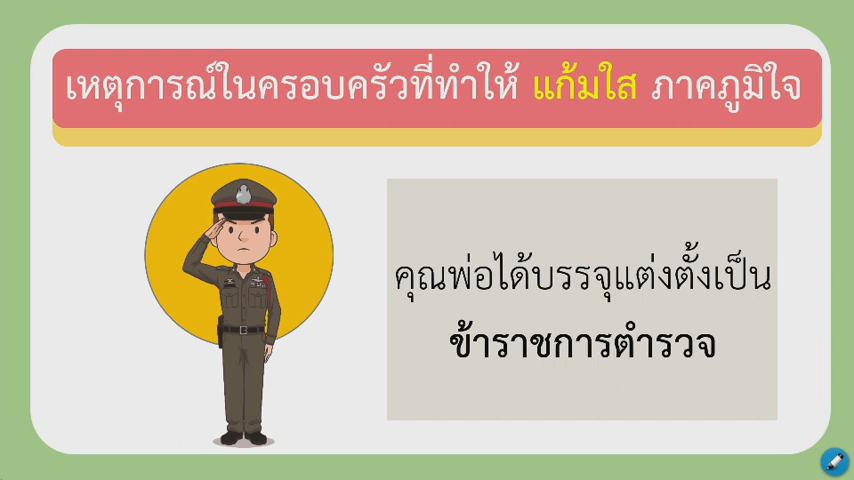 เหตุการณ์ในครอบครัวที่ทำให้ แก้มใส ภาคภูมิใจ
คุณพ่อได้บรรจุแต่งตั้งเป็น
ข้าราชการตำรวจ